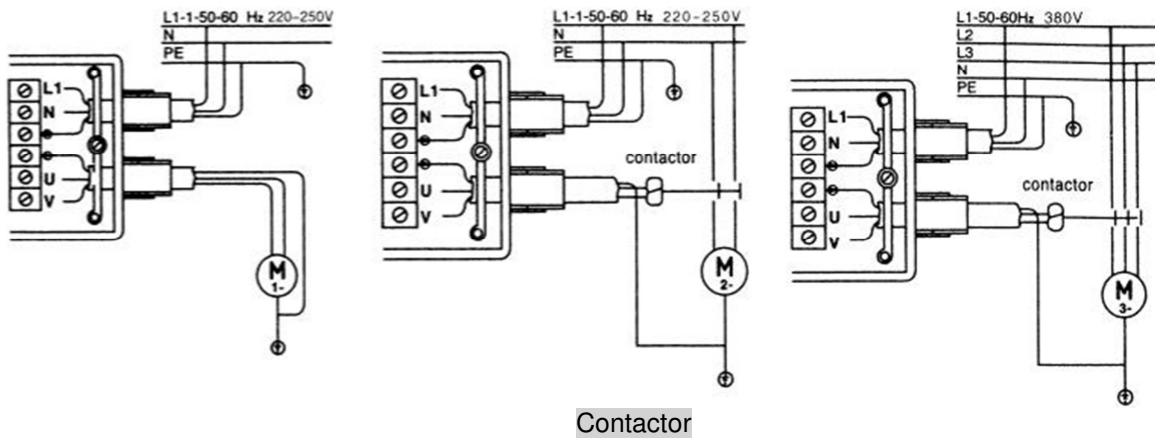 L1-1-50-60 Hz 220-250V
N
PE
L1
N
U
V
M
1~
L1-1-50-60 Hz 220-250V
N
PE
L1
N
U
V
contactor
M
2~
L1-50-60Hz 380V
L2
L3
N
PE
L1
N
U
V
contactor
M
3~
Contactor